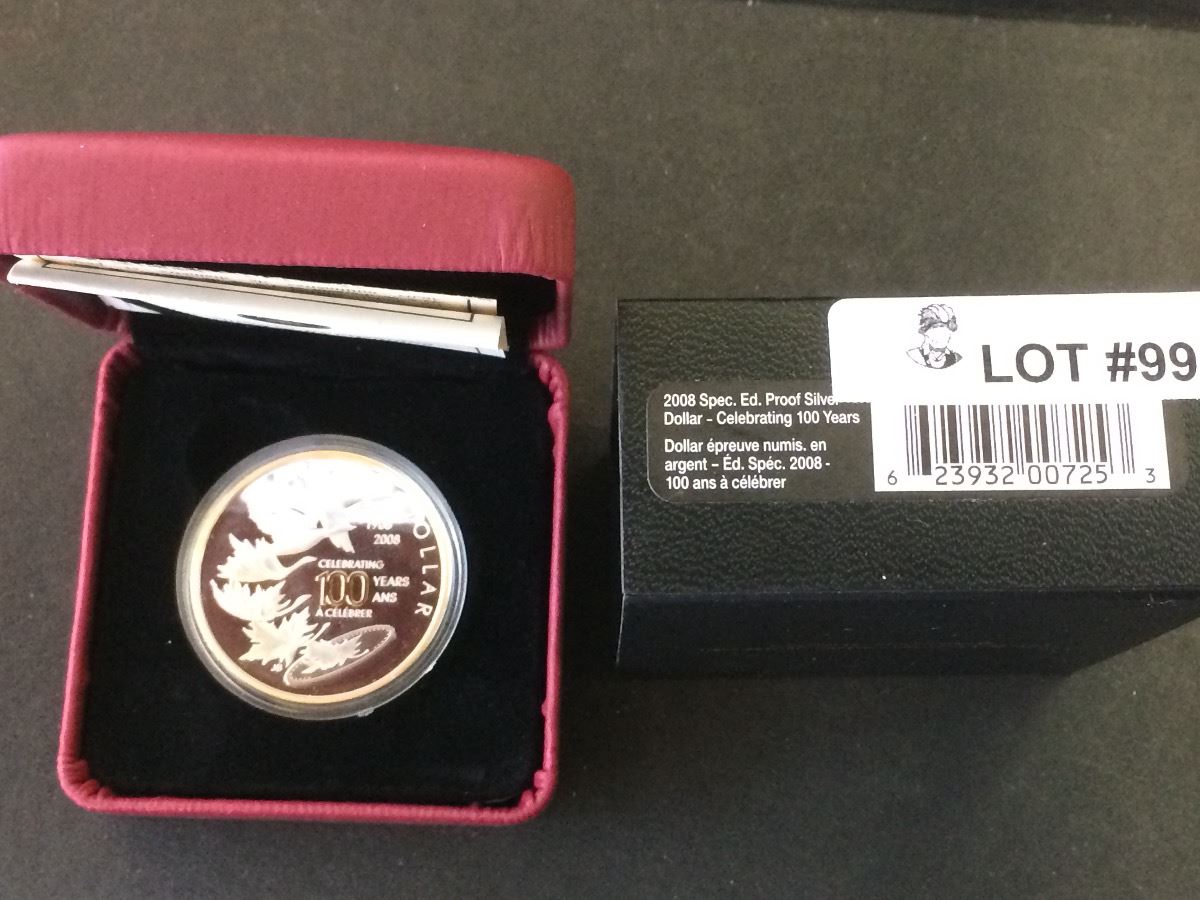 2008
CELEBRATING
100 YEARS
ANS
À CÉLÉBRER
LOT #99
2008 Spec. Ed. Proof Silver
Dollar - Celebrating 100 Years
Dollar épreuve numis. en
argent – Éd. Spéc. 2008 -
100 ans à célébrer
6 23932 00725 3